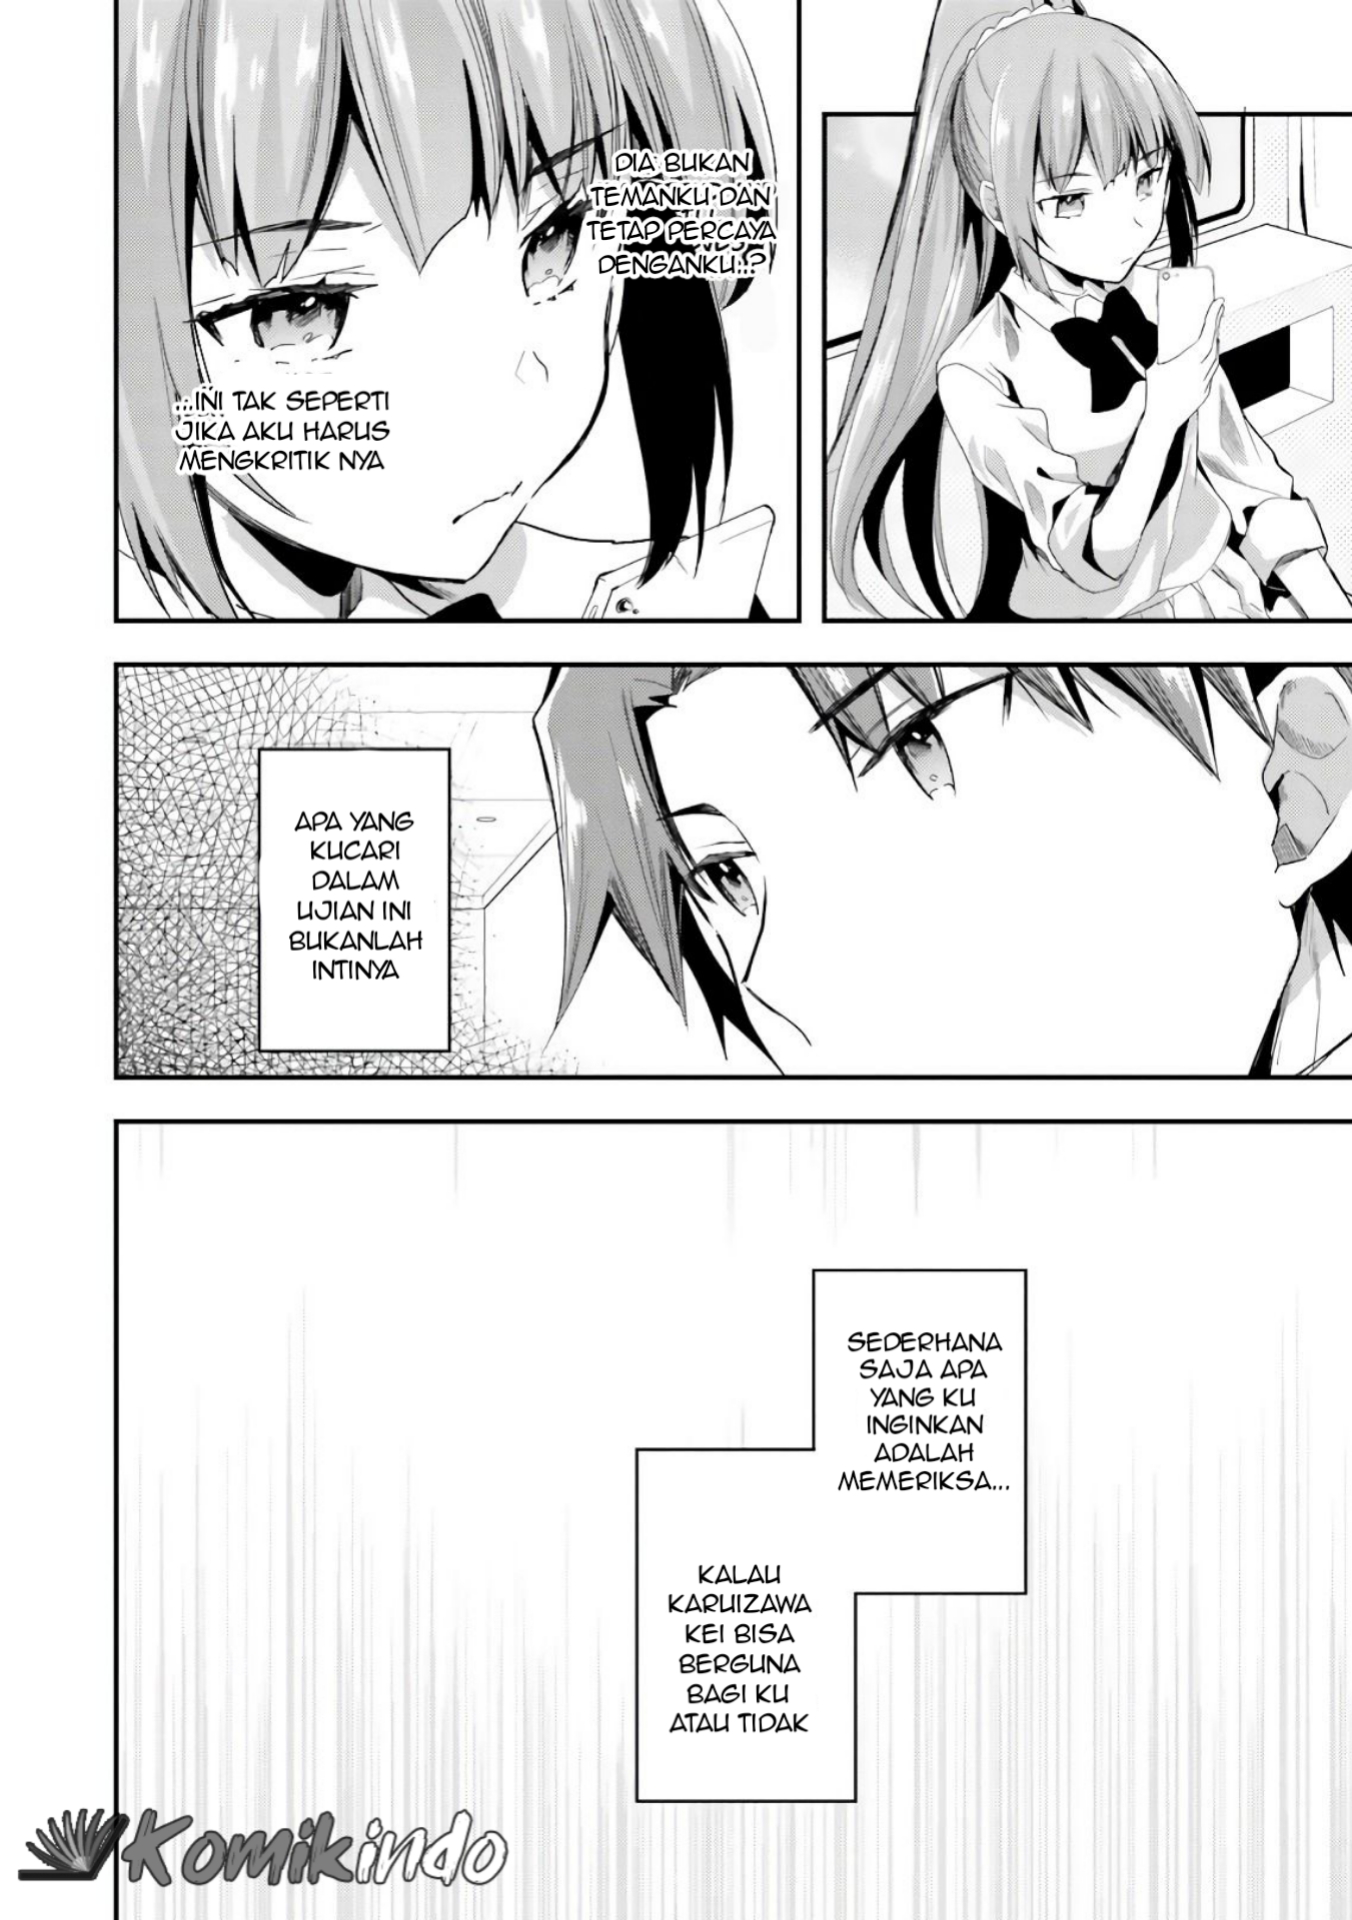 DIA BUKAN
TEMANKU DAN
TETAP PERCAYA
DENGANKU..?
...INI TAK SEPERTI
JIKA AKU HARUS
MENGKRITIK NYA
APA YANG
KUCARI
DALAM
UJIAN INI
BUKANLAH
INTINYA
SEDERHANA
SAJA APA
YANG KU
INGINKAN
ADALAH
MEMERIKSA...
KALAU
KARUIZAWA
KEI BISA
BERGUNA
BAGI KU
ATAU TIDAK
Komikindo